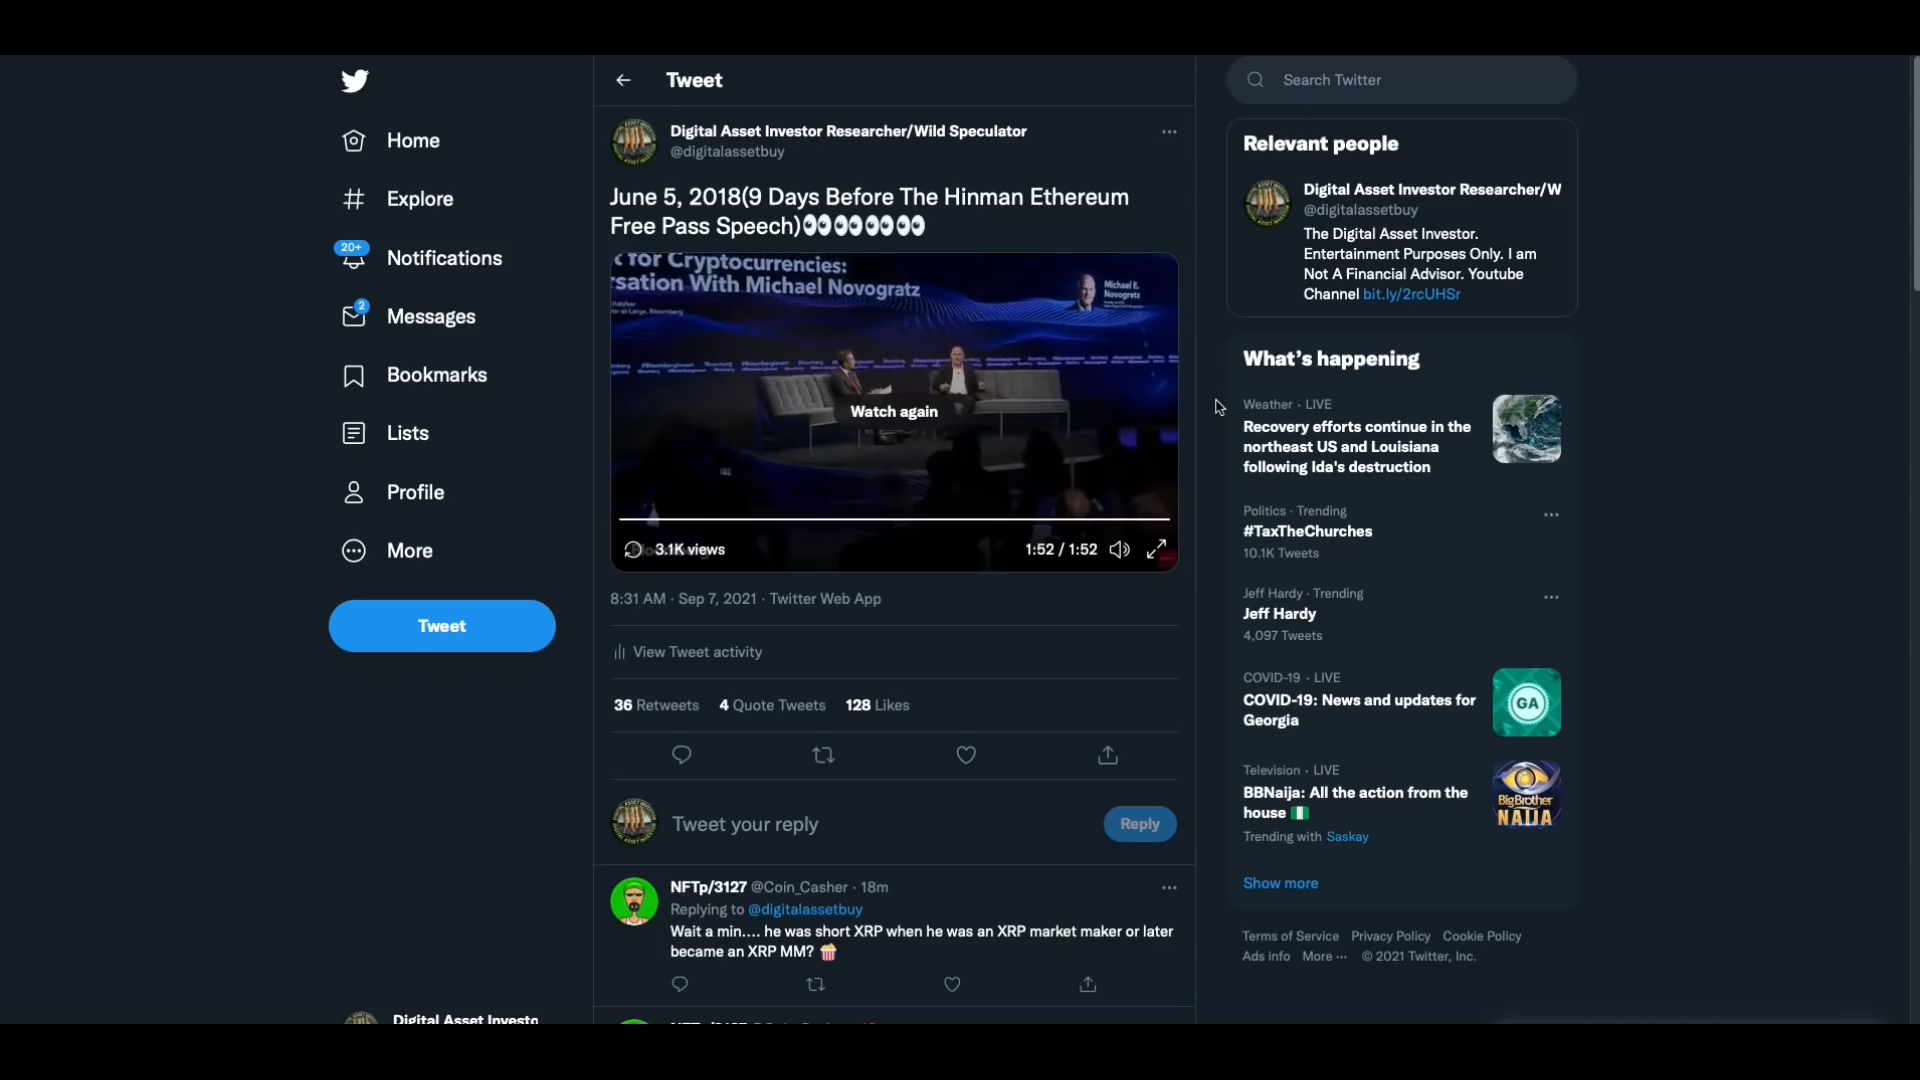 Tweet
Search Twitter
Home
Explore
20+
Notifications
2
Messages
Bookmarks
Lists
Profile
More
Tweet
Digital Asset Investor Researcher/Wild Speculator
@digitalassetbuy
June 5, 2018(9 Days Before The Hinman Ethereum
Free Pass Speech)👀👀👀👀
for Cryptocurrencies:
rsation With Michael Novogratz
Michael E.
Novogratz
Watch again
3.1K views
1:52 / 1:52
8:31 AM · Sep 7, 2021 · Twitter Web App
View Tweet activity
36 Retweets 4 Quote Tweets 128 Likes
Tweet your reply
Reply
NFTp/3127 @Coin_Casher · 18m
Replying to @digitalassetbuy
Wait a min.... he was short XRP when he was an XRP market maker or later
became an XRP MM? 🍿
Digital Asset Investo
Relevant people
Digital Asset Investor Researcher/W
@digitalassetbuy
The Digital Asset Investor.
Entertainment Purposes Only. I am
Not A Financial Advisor. Youtube
Channel bit.ly/2rcUHSr
What's happening
Weather · LIVE
Recovery efforts continue in the
northeast US and Louisiana
following Ida's destruction
Politics · Trending
#TaxTheChurches
10.1K Tweets
Jeff Hardy · Trending
Jeff Hardy
4,097 Tweets
COVID-19 · LIVE
COVID-19: News and updates for
Georgia
GA
Television · LIVE
BBNaija: All the action from the
house 🇳🇬
Trending with Saskay
BigBrother
NAIJA
Show more
Terms of Service Privacy Policy Cookie Policy
Ads info More ··· © 2021 Twitter, Inc.